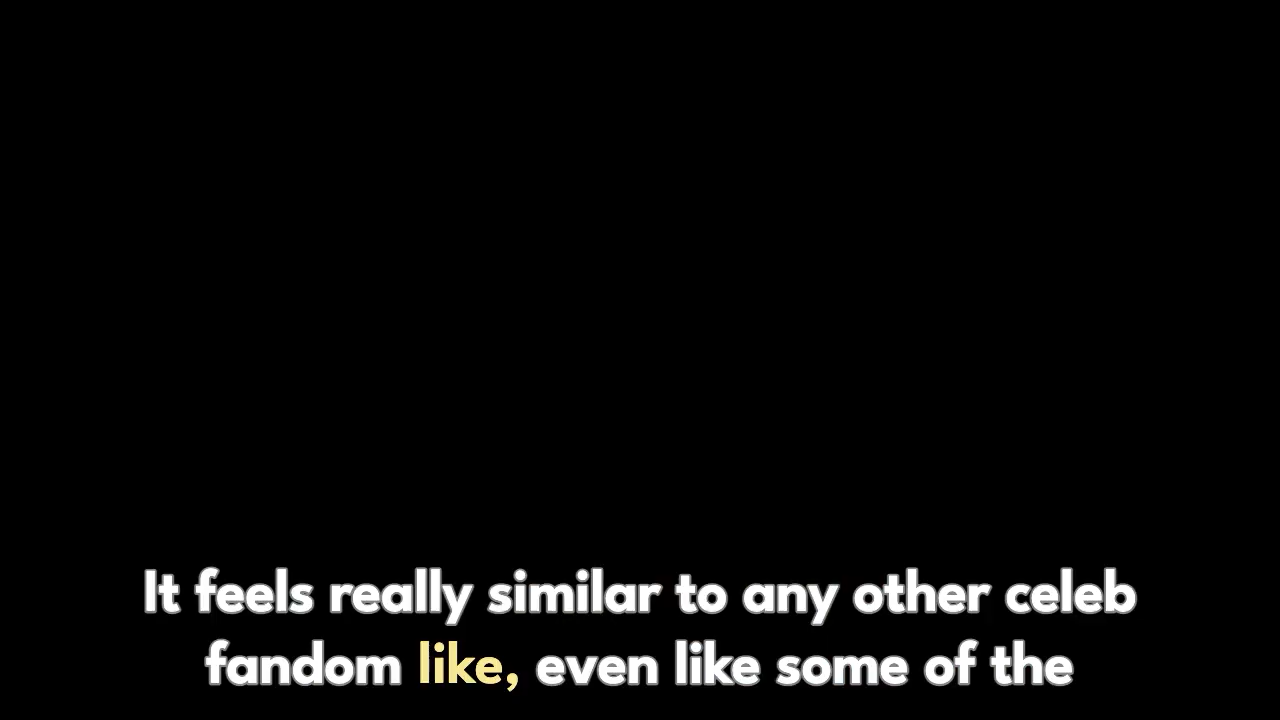 It feels really similar to any other celeb
fandom like, even like some of the